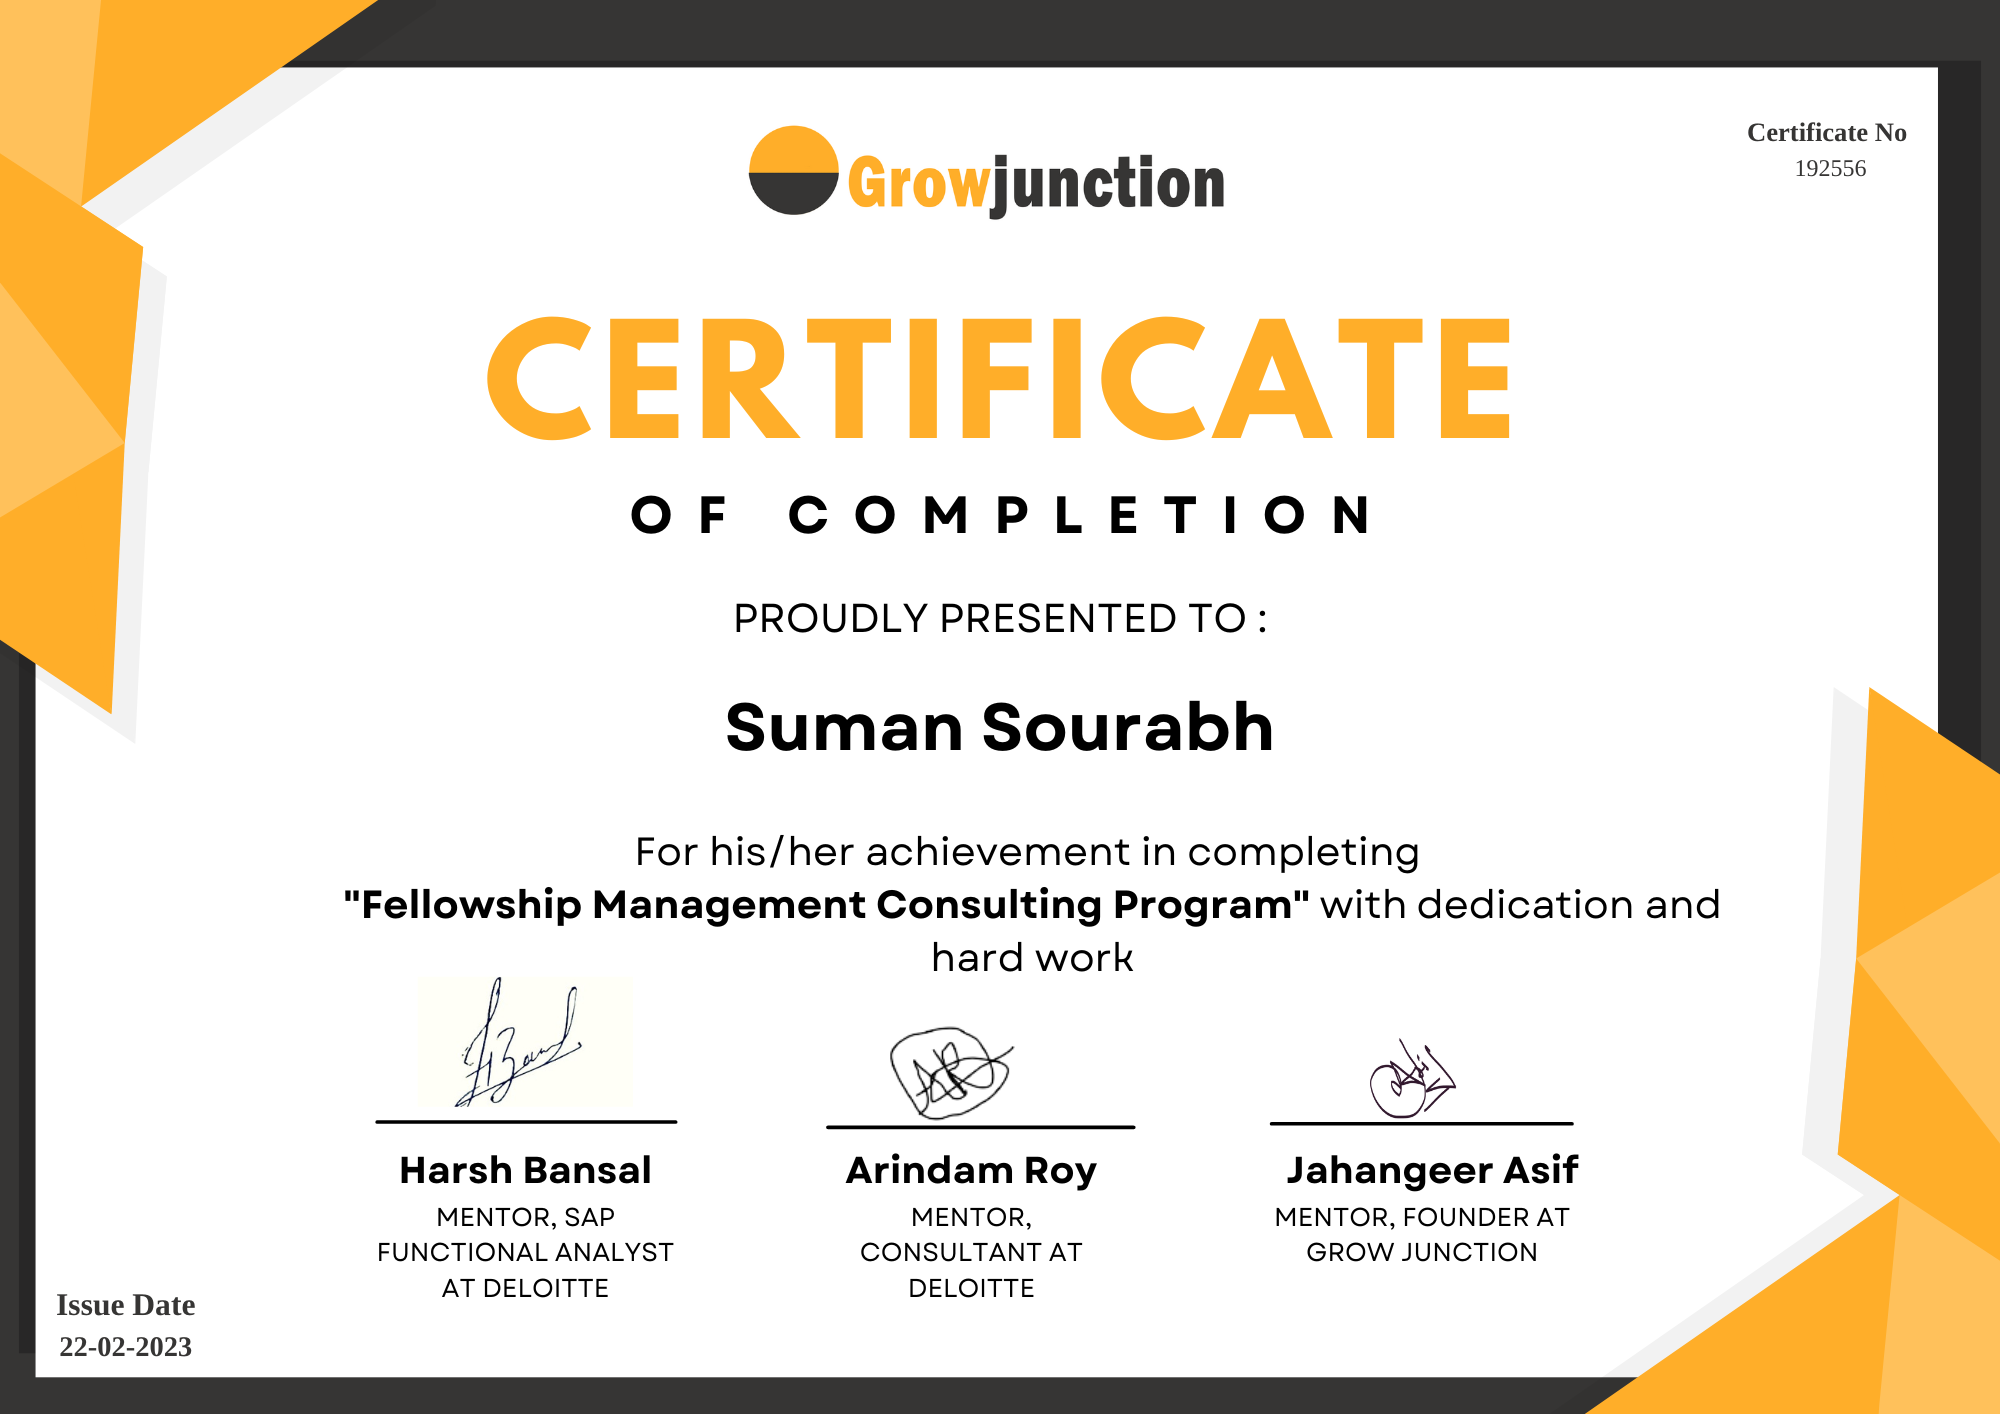 Growjunction
Certificate No
192556
CERTIFICATE
OF COMPLETION
PROUDLY PRESENTED TO :
Suman Sourabh
For his/her achievement in completing
"Fellowship Management Consulting Program" with dedication and
hard work
Harsh Bansal
MENTOR, SAP
FUNCTIONAL ANALYST
AT DELOITTE
Arindam Roy
MENTOR,
CONSULTANT AT
DELOITTE
Jahangeer Asif
MENTOR, FOUNDER AT
GROW JUNCTION
Issue Date
22-02-2023